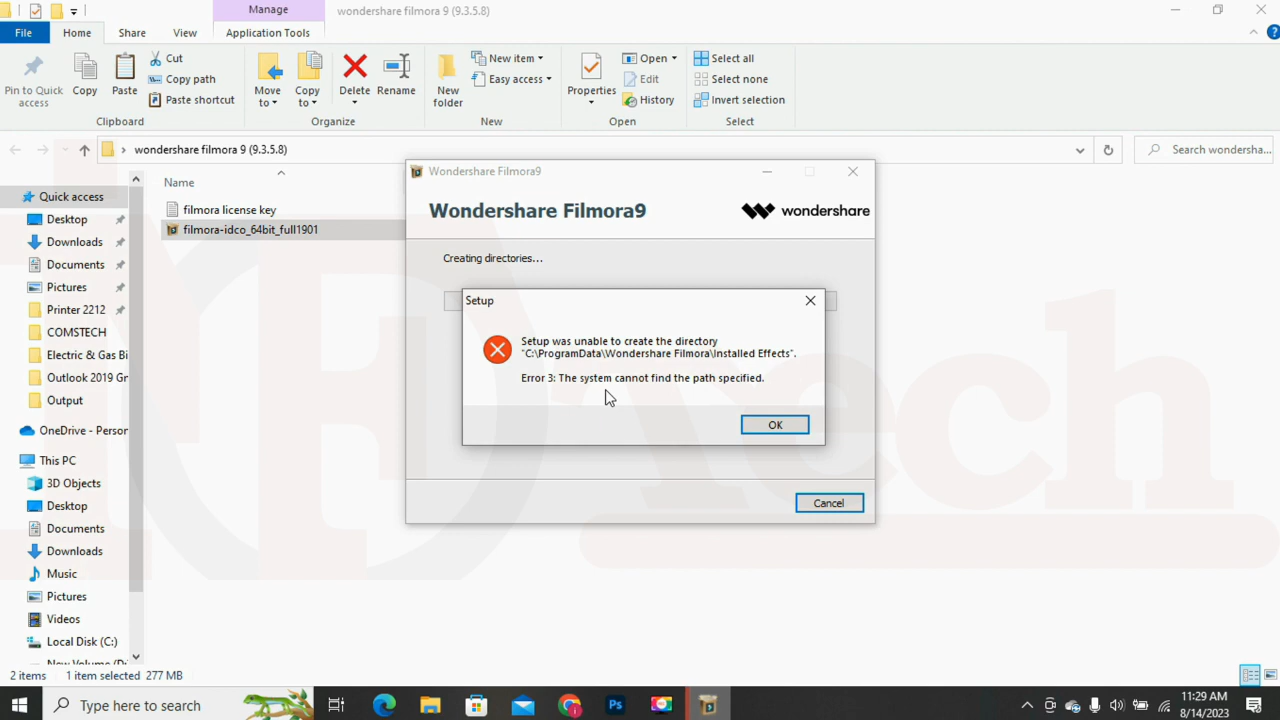 Manage
wondershare filmora 9 (9.3.5.8)
File
Home
Share
View
Application Tools
Pin to Quick access
Copy
Paste
Cut
Copy path
Paste shortcut
Clipboard
Move to
Copy to
Delete
Rename
Organize
New folder
New item
Easy access
New
Properties
Open
Edit
History
Open
Select all
Select none
Invert selection
Select
wondershare filmora 9 (9.3.5.8)
Search wondersha...
Name
filmora license key
filmora-idco_64bit_full1901
Quick access
Desktop
Downloads
Documents
Pictures
Printer 2212
COMSTECH
Electric & Gas Bi
Outlook 2019 Gr
Output
OneDrive - Person
This PC
3D Objects
Desktop
Documents
Downloads
Music
Pictures
Videos
Local Disk (C:)
New Volume (D:
Wondershare Filmora9
Wondershare Filmora9
wondershare
Creating directories...
Setup
Setup was unable to create the directory
"C:\ProgramData\Wondershare Filmora\Installed Effects".
Error 3: The system cannot find the path specified.
OK
Cancel
Tech
2 items
1 item selected 277 MB
Type here to search
Ps
11:29 AM
8/14/2023